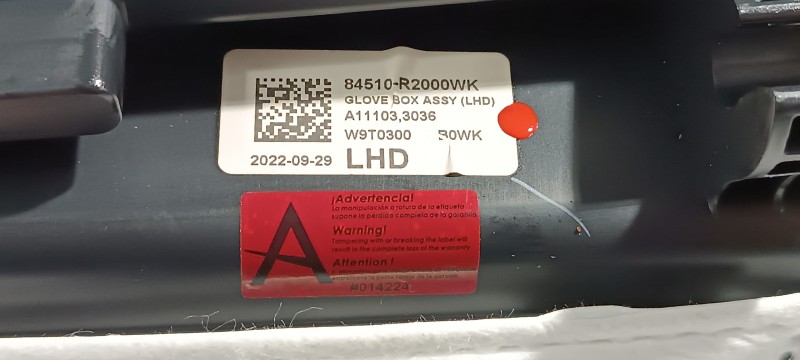 84510-R2000WK
GLOVE BOX ASSY (LHD)
A11103,3036
W9T0300 R0WK
2022-09-29 LHD
¡Advertencia!
La manipulación o rotura de la etiqueta
supone la pérdida completa de la garantía
Warning!
Tampering with or breaking the label will
result in the complete loss of the warranty
Attention !
A
#014224